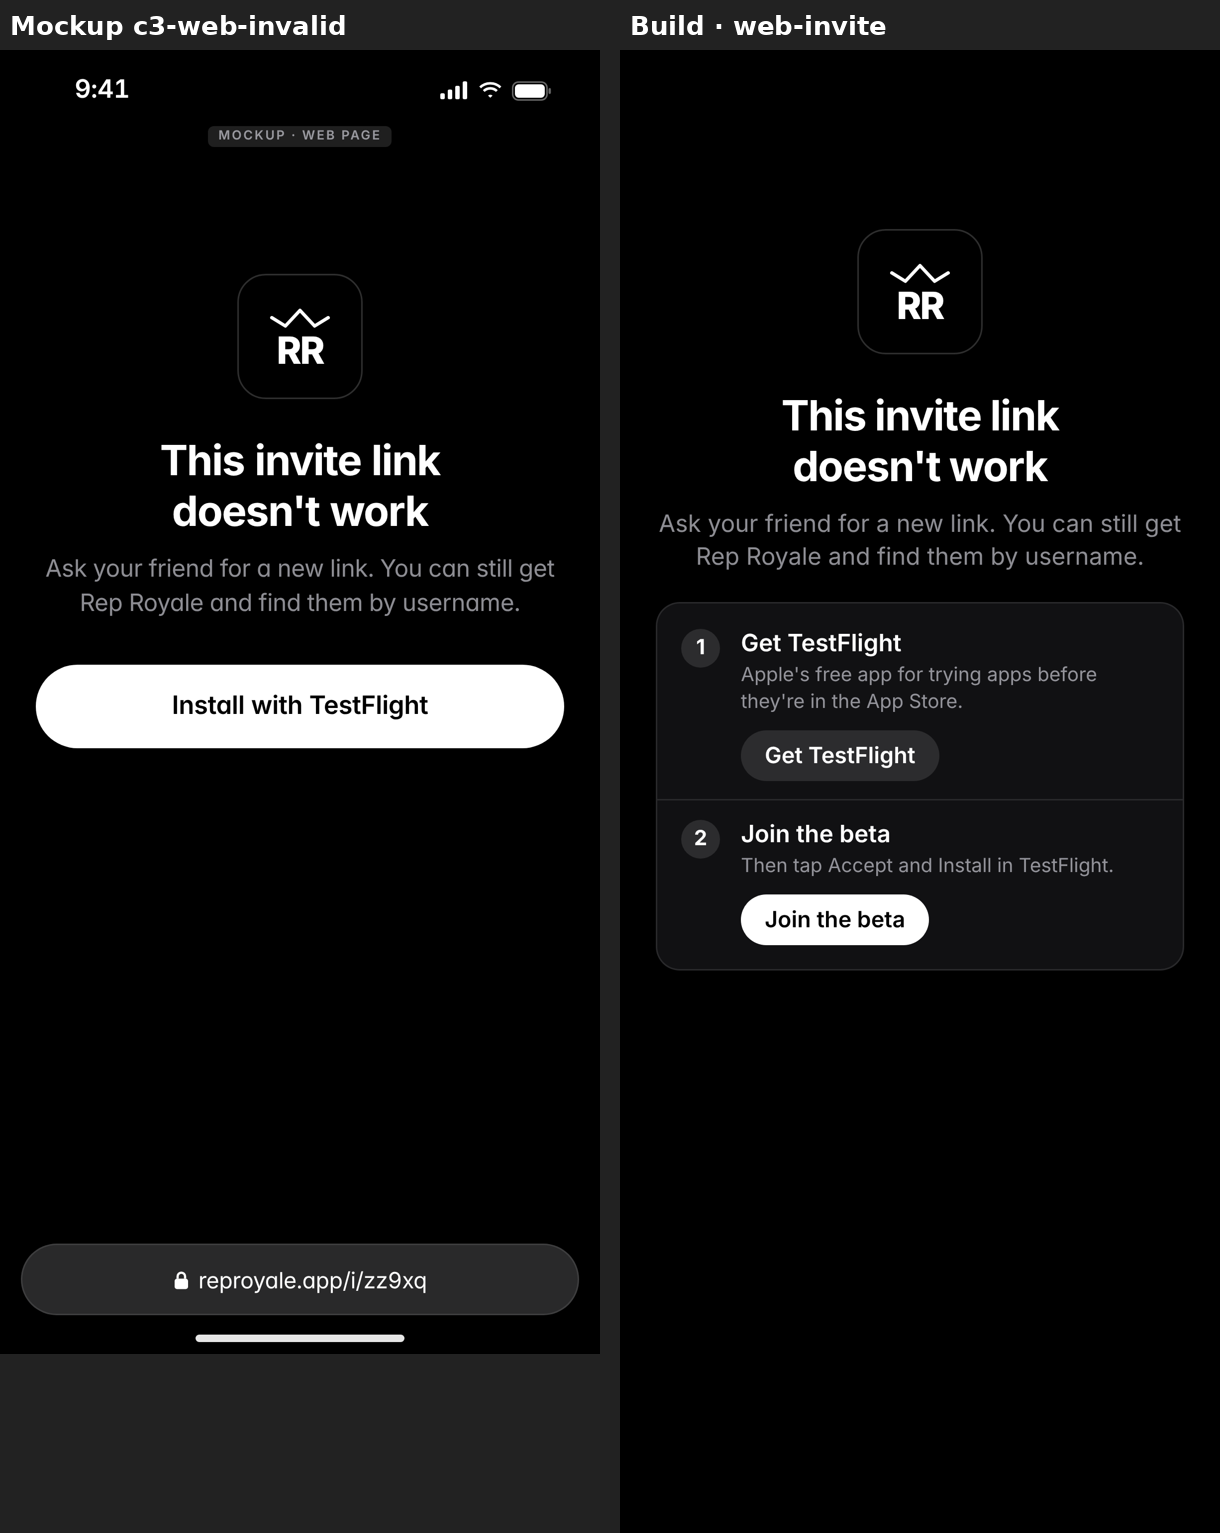 Mockup c3-web-invalid
9:41
MOCKUP · WEB PAGE
RR
This invite link
doesn't work
Ask your friend for a new link. You can still get
Rep Royale and find them by username.
Install with TestFlight
reproyale.app/i/zz9xq
Build · web-invite
RR
This invite link
doesn't work
Ask your friend for a new link. You can still get
Rep Royale and find them by username.
1
Get TestFlight
Apple's free app for trying apps before
they're in the App Store.
Get TestFlight
2
Join the beta
Then tap Accept and Install in TestFlight.
Join the beta